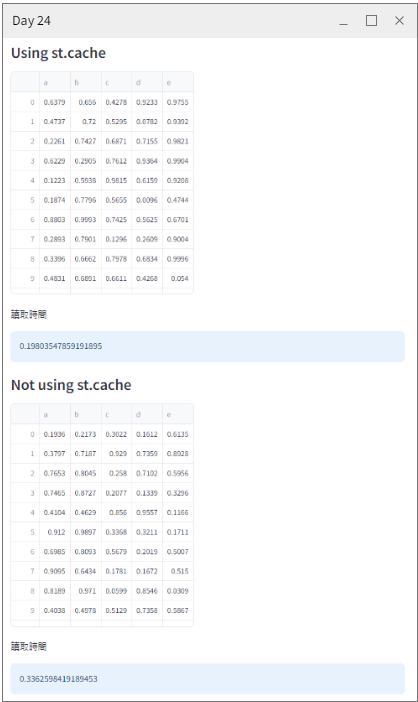 Day 24
Using st.cache
a b c d e
0 0.6379 0.656 0.4278 0.9233 0.9755
1 0.4737 0.72 0.5295 0.0782 0.9392
2 0.2261 0.7427 0.6871 0.7155 0.9821
3 0.6229 0.2905 0.7612 0.9364 0.9904
4 0.1223 0.5938 0.9815 0.6159 0.9208
5 0.1874 0.7796 0.5655 0.0096 0.4744
6 0.8803 0.9993 0.7425 0.5625 0.6701
7 0.2893 0.7901 0.1296 0.2609 0.9004
8 0.3396 0.6662 0.7978 0.6834 0.9996
9 0.4831 0.6891 0.6611 0.4268 0.054
讀取時間
0.19803547859191895
Not using st.cache
a b c d e
0 0.1936 0.2173 0.3022 0.1612 0.6135
1 0.3797 0.7187 0.929 0.7359 0.8928
2 0.7653 0.8045 0.258 0.7102 0.5956
3 0.7465 0.8727 0.2077 0.1339 0.3296
4 0.4104 0.4629 0.856 0.9557 0.1166
5 0.912 0.9897 0.3368 0.3211 0.1711
6 0.6985 0.8093 0.5679 0.2019 0.5007
7 0.9095 0.6434 0.1781 0.1672 0.515
8 0.8189 0.971 0.0599 0.8546 0.0309
9 0.4038 0.4978 0.5129 0.7358 0.5867
讀取時間
0.3362598419189453